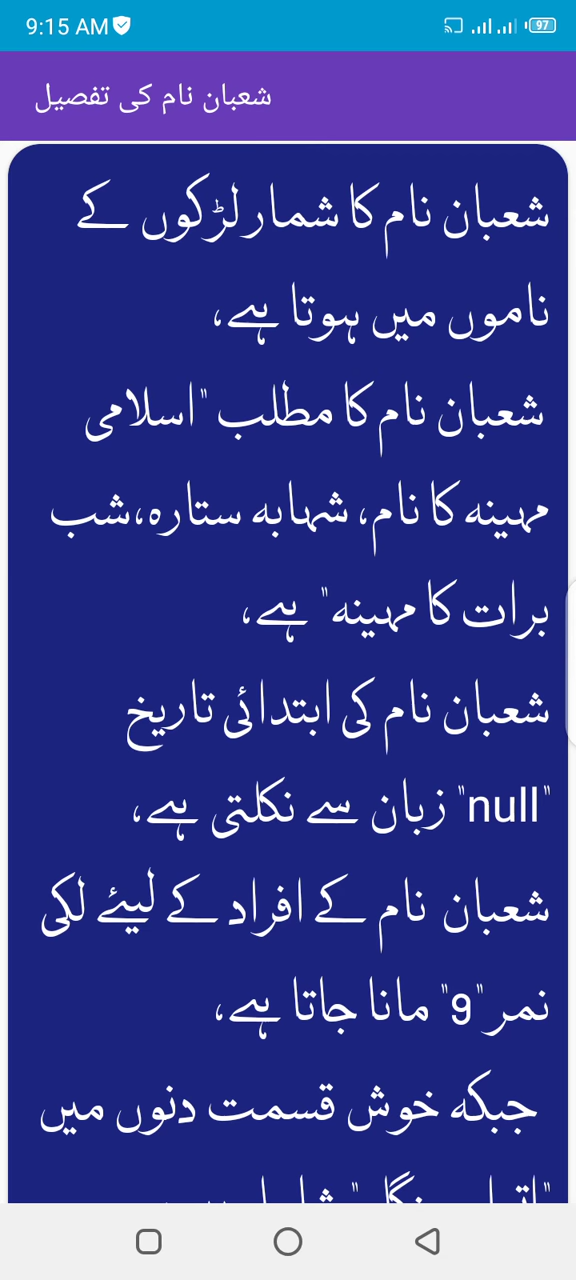 9:15 AM
97
شعبان نام کی تفصیل
شعبان نام کا شمار لڑکوں کے
ناموں میں ہوتا ہے،
شعبان نام کا مطلب "اسلامی
مہینہ کا نام، شہابہ ستارہ،شب
برات کا مہینہ" ہے،
شعبان نام کی ابتدائی تاریخ
"null" زبان سے نکلتی ہے،
شعبان نام کے افراد کے لیئے لکی
نمر"9" مانا جاتا ہے،
جبکہ خوش قسمت دنوں میں